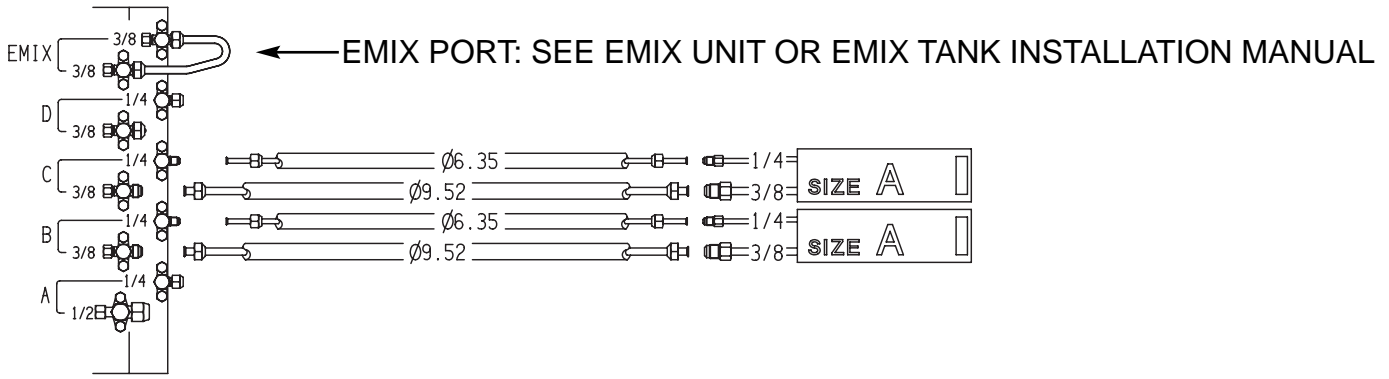 EMIX 3/8 EMIX PORT: SEE EMIX UNIT OR EMIX TANK INSTALLATION MANUAL
3/8
D 1/4
3/8
C 1/4 Ø6.35 1/4 SIZE A
3/8 Ø9.52 3/8
B 1/4 Ø6.35 1/4 SIZE A
3/8 Ø9.52 3/8
A 1/4
1/2